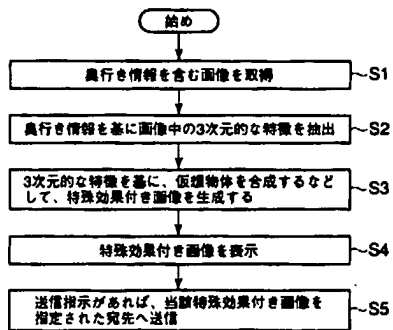 始め
奥行き情報を含む画像を取得
~S1
奥行き情報を基に画像中の3次元的な特徴を抽出
~S2
3次元的な特徴を基に、仮想物体を合成するなど
して、特殊効果付き画像を生成する
~S3
特殊効果付き画像を表示
~S4
送信指示があれば、当該特殊効果付き画像を
指定された宛先へ送信
~S5